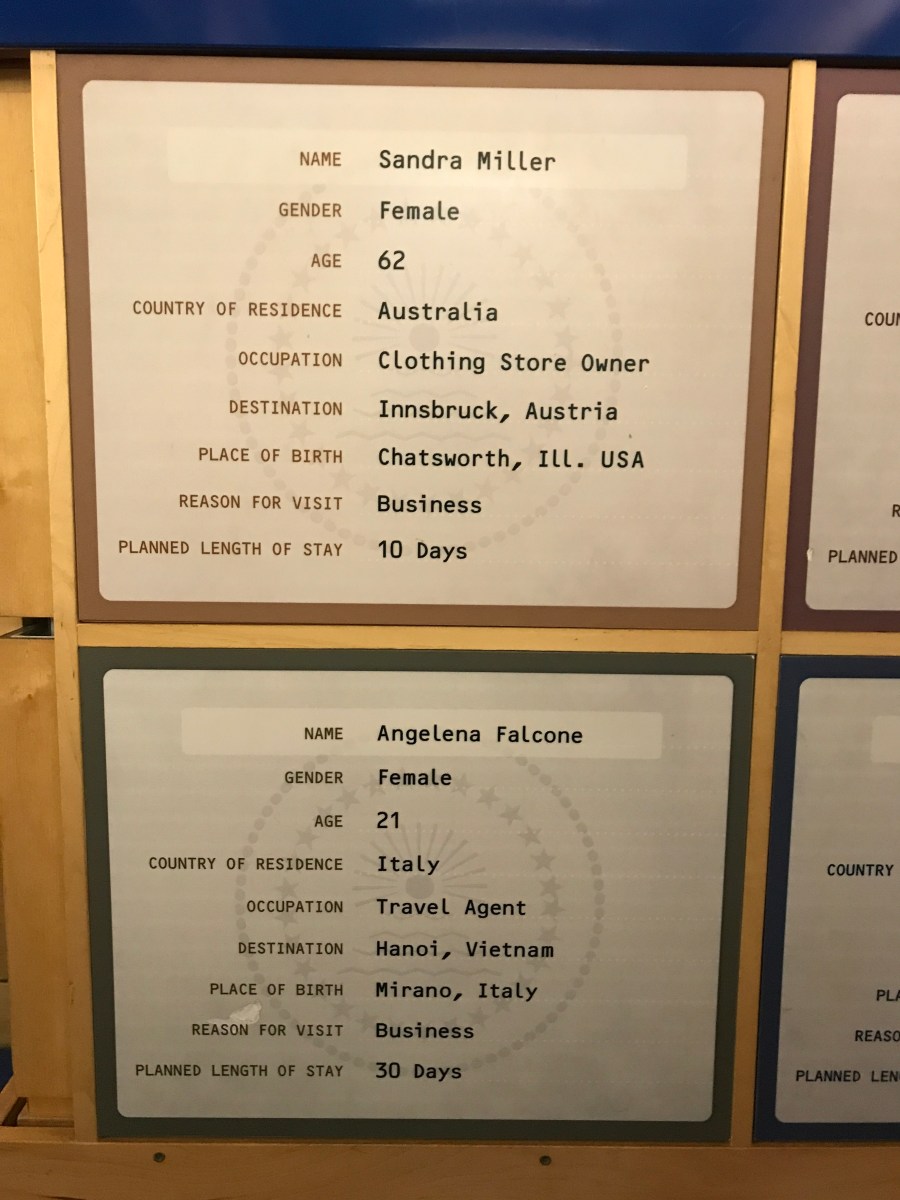 NAME Sandra Miller
GENDER Female
AGE 62
COUNTRY OF RESIDENCE Australia
OCCUPATION Clothing Store Owner
DESTINATION Innsbruck, Austria
PLACE OF BIRTH Chatsworth, Ill. USA
REASON FOR VISIT Business
PLANNED LENGTH OF STAY 10 Days
PLANNED
NAME Angelena Falcone
GENDER Female
AGE 21
COUNTRY OF RESIDENCE Italy
OCCUPATION Travel Agent
DESTINATION Hanoi, Vietnam
PLACE OF BIRTH Mirano, Italy
REASON FOR VISIT Business
PLANNED LENGTH OF STAY 30 Days
COUNTRY
PLANNED